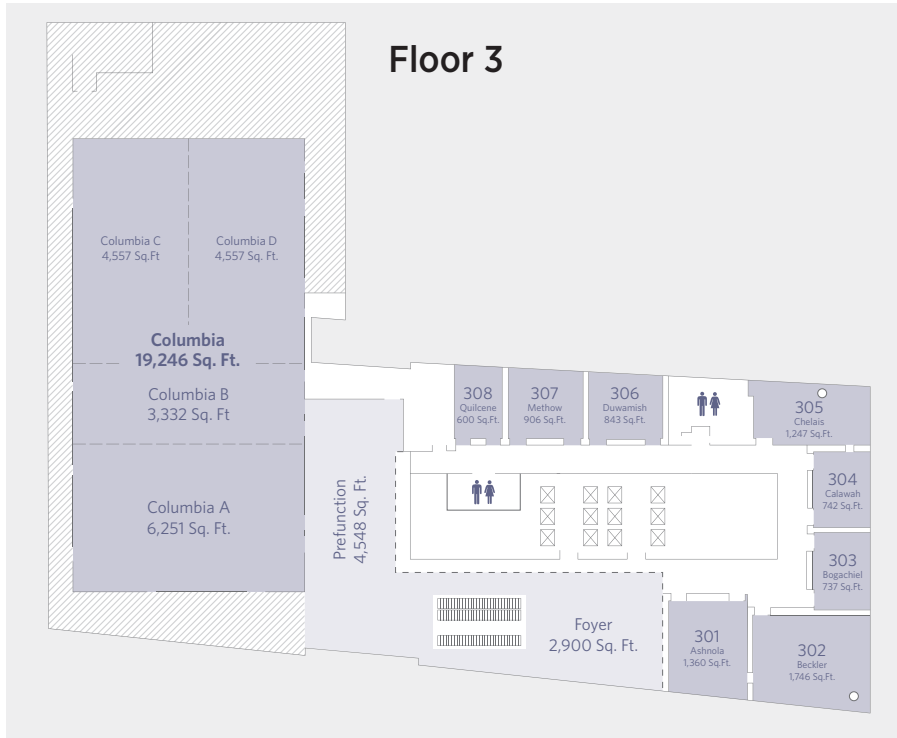 Floor 3
Columbia C
4,557 Sq.Ft
Columbia D
4,557 Sq. Ft.
Columbia
19,246 Sq. Ft.
Columbia B
3,332 Sq. Ft
Columbia A
6,251 Sq. Ft.
Prefunction
4,548 Sq. Ft.
Foyer
2,900 Sq. Ft.
308
Quilcene
600 Sq.Ft.
307
Methow
906 Sq.Ft.
306
Duwamish
843 Sq.Ft.
305
Chelais
1,247 Sq.Ft.
304
Calawah
742 Sq.Ft.
303
Bogachiel
737 Sq.Ft.
301
Ashnola
1,360 Sq.Ft.
302
Beckler
1,746 Sq.Ft.